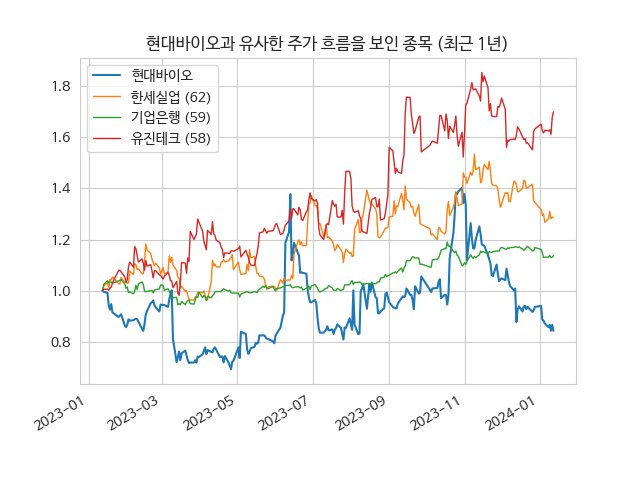 현대바이오과 유사한 주가 흐름을 보인 종목 (최근 1년)
현대바이오
한세실업 (62)
기업은행 (59)
유진테크 (58)
1.8
1.6
1.4
1.2
1.0
0.8
2023-01
2023-03
2023-05
2023-07
2023-09
2023-11
2024-01